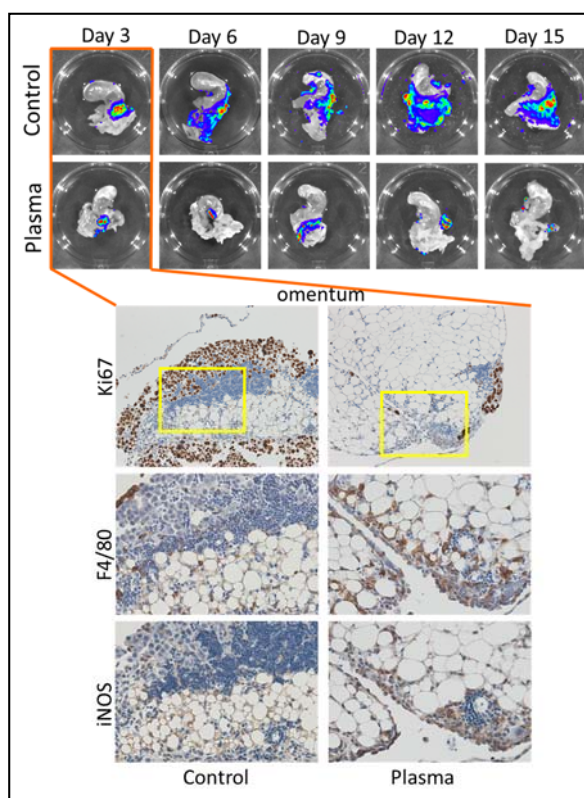 Day 3 Day 6 Day 9 Day 12 Day 15
Control
Plasma
omentum
Ki67
F4/80
iNOS
Control Plasma